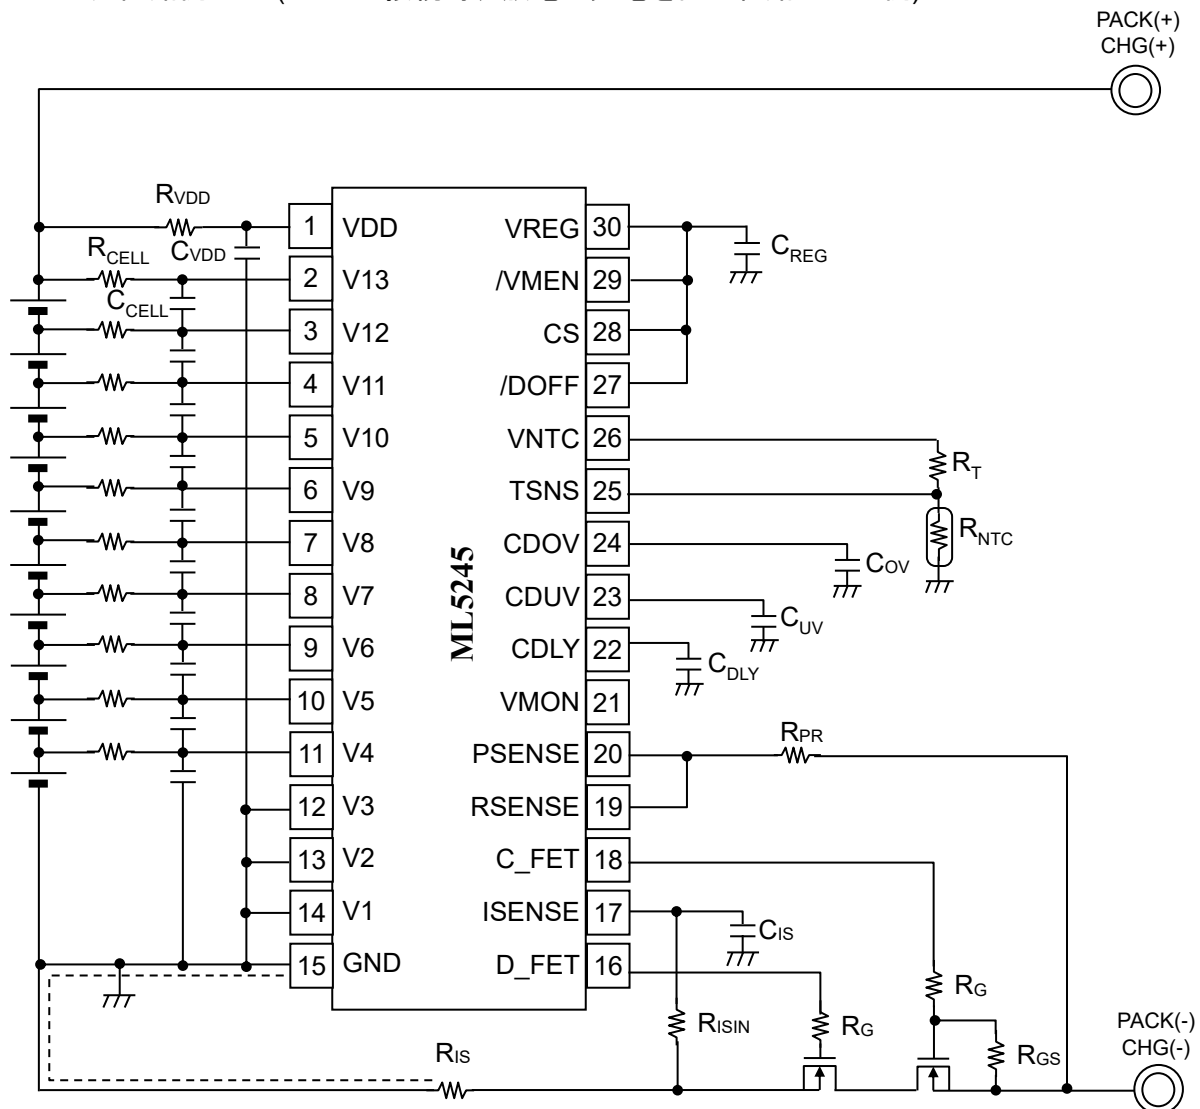 PACK(+)
CHG(+)
RVDD
RCELL
CVDD
CCELL
1 VDD
2 V13
3 V12
4 V11
5 V10
6 V9
7 V8
8 V7
9 V6
10 V5
11 V4
12 V3
13 V2
14 V1
15 GND
ML5245
VREG 30
/VMEN 29
CS 28
/DOFF 27
VNTC 26
TSNS 25
CDOV 24
CDUV 23
CDLY 22
VMON 21
PSENSE 20
RSENSE 19
C_FET 18
ISENSE 17
D_FET 16
CREG
RT
RNTC
COV
CUV
CDLY
RPR
CIS
RG
RISIN
RG
RGS
RIS
PACK(-)
CHG(-)